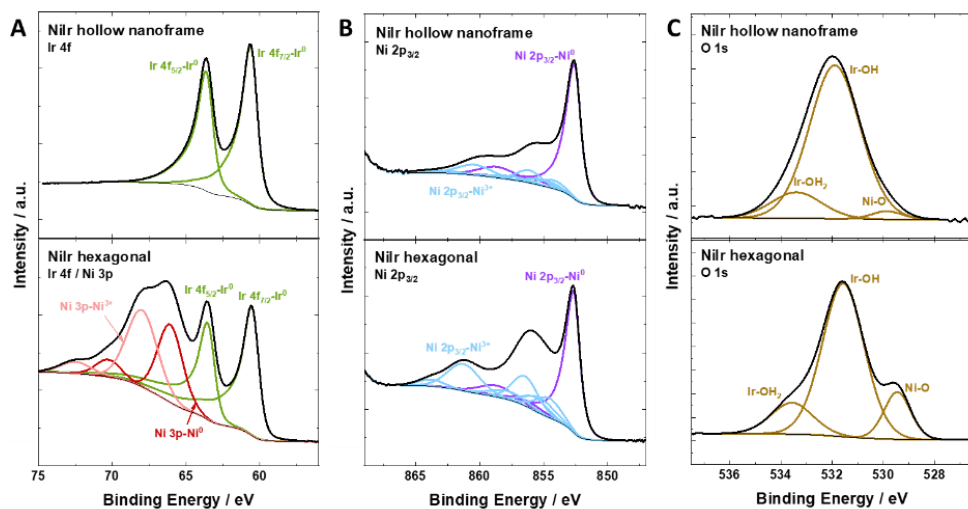 A
NiIr hollow nanoframe
Ir 4f
Ir 4f5/2-Ir0
Ir 4f7/2-Ir0
NiIr hexagonal
Ir 4f / Ni 3p
Ni 3p-Ni3+
Ir 4f5/2-Ir0
Ir 4f7/2-Ir0
Ni 3p-Ni0
Intensity / a.u.
75 70 65 60
Binding Energy / eV
B
NiIr hollow nanoframe
Ni 2p3/2
Ni 2p3/2-Ni0
Ni 2p3/2-Ni3+
NiIr hexagonal
Ni 2p3/2
Ni 2p3/2-Ni0
Ni 2p3/2-Ni3+
Intensity / a.u.
865 860 855 850
Binding Energy / eV
C
NiIr hollow nanoframe
O 1s
Ir-OH
Ir-OH2
Ni-O
NiIr hexagonal
O 1s
Ir-OH
Ir-OH2
Ni-O
Intensity / a.u.
536 534 532 530 528
Binding Energy / eV